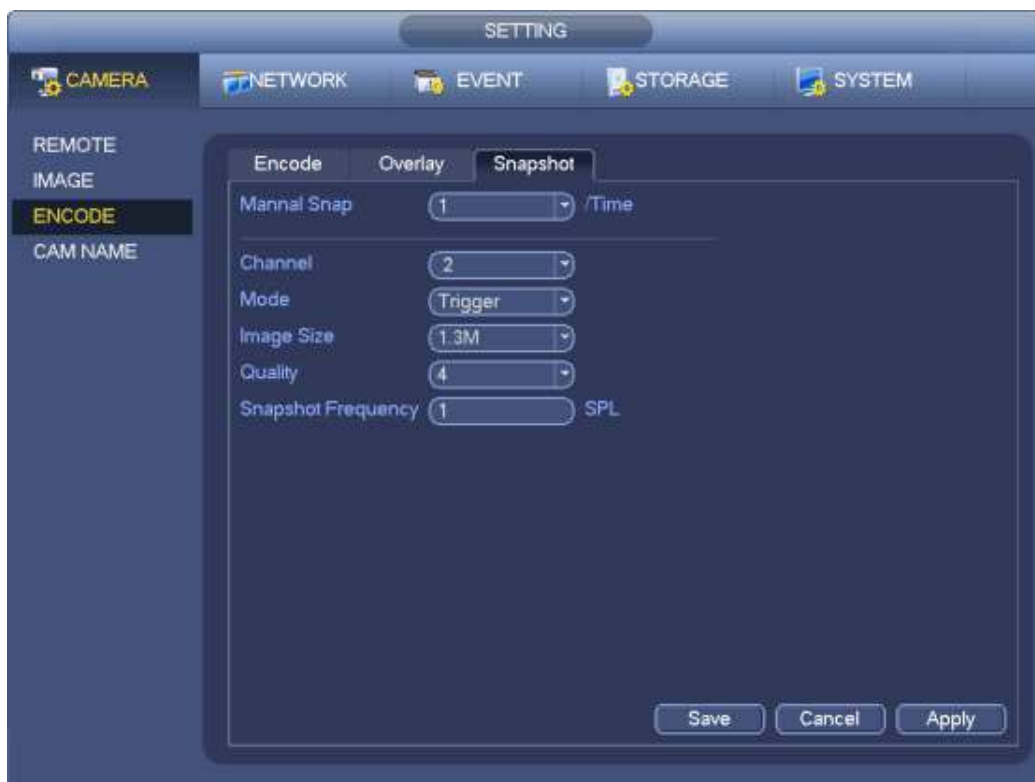 SETTING
CAMERA NETWORK EVENT STORAGE SYSTEM
REMOTE
IMAGE
ENCODE
CAM NAME
Encode Overlay Snapshot
Mannal Snap 1 /Time
Channel 2
Mode Trigger
Image Size 1.3M
Quality 4
Snapshot Frequency 1 SPL
Save Cancel Apply